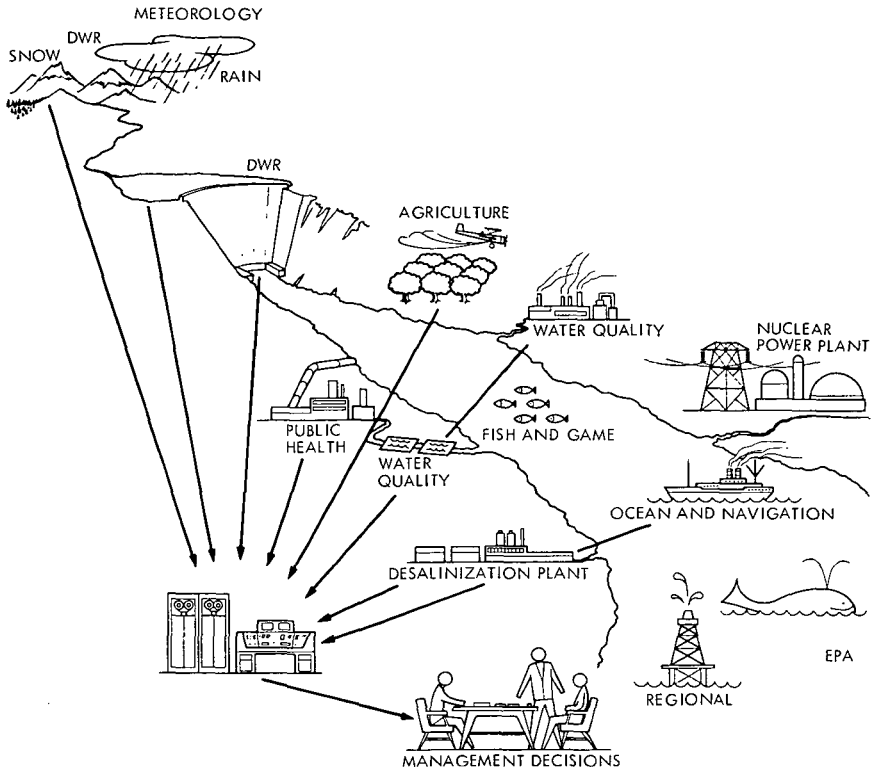 METEOROLOGY
DWR
SNOW
RAIN
DWR
AGRICULTURE
WATER QUALITY
NUCLEAR
POWER PLANT
PUBLIC
HEALTH
FISH AND GAME
WATER
QUALITY
OCEAN AND NAVIGATION
DESALINIZATION PLANT
EPA
REGIONAL
MANAGEMENT DECISIONS